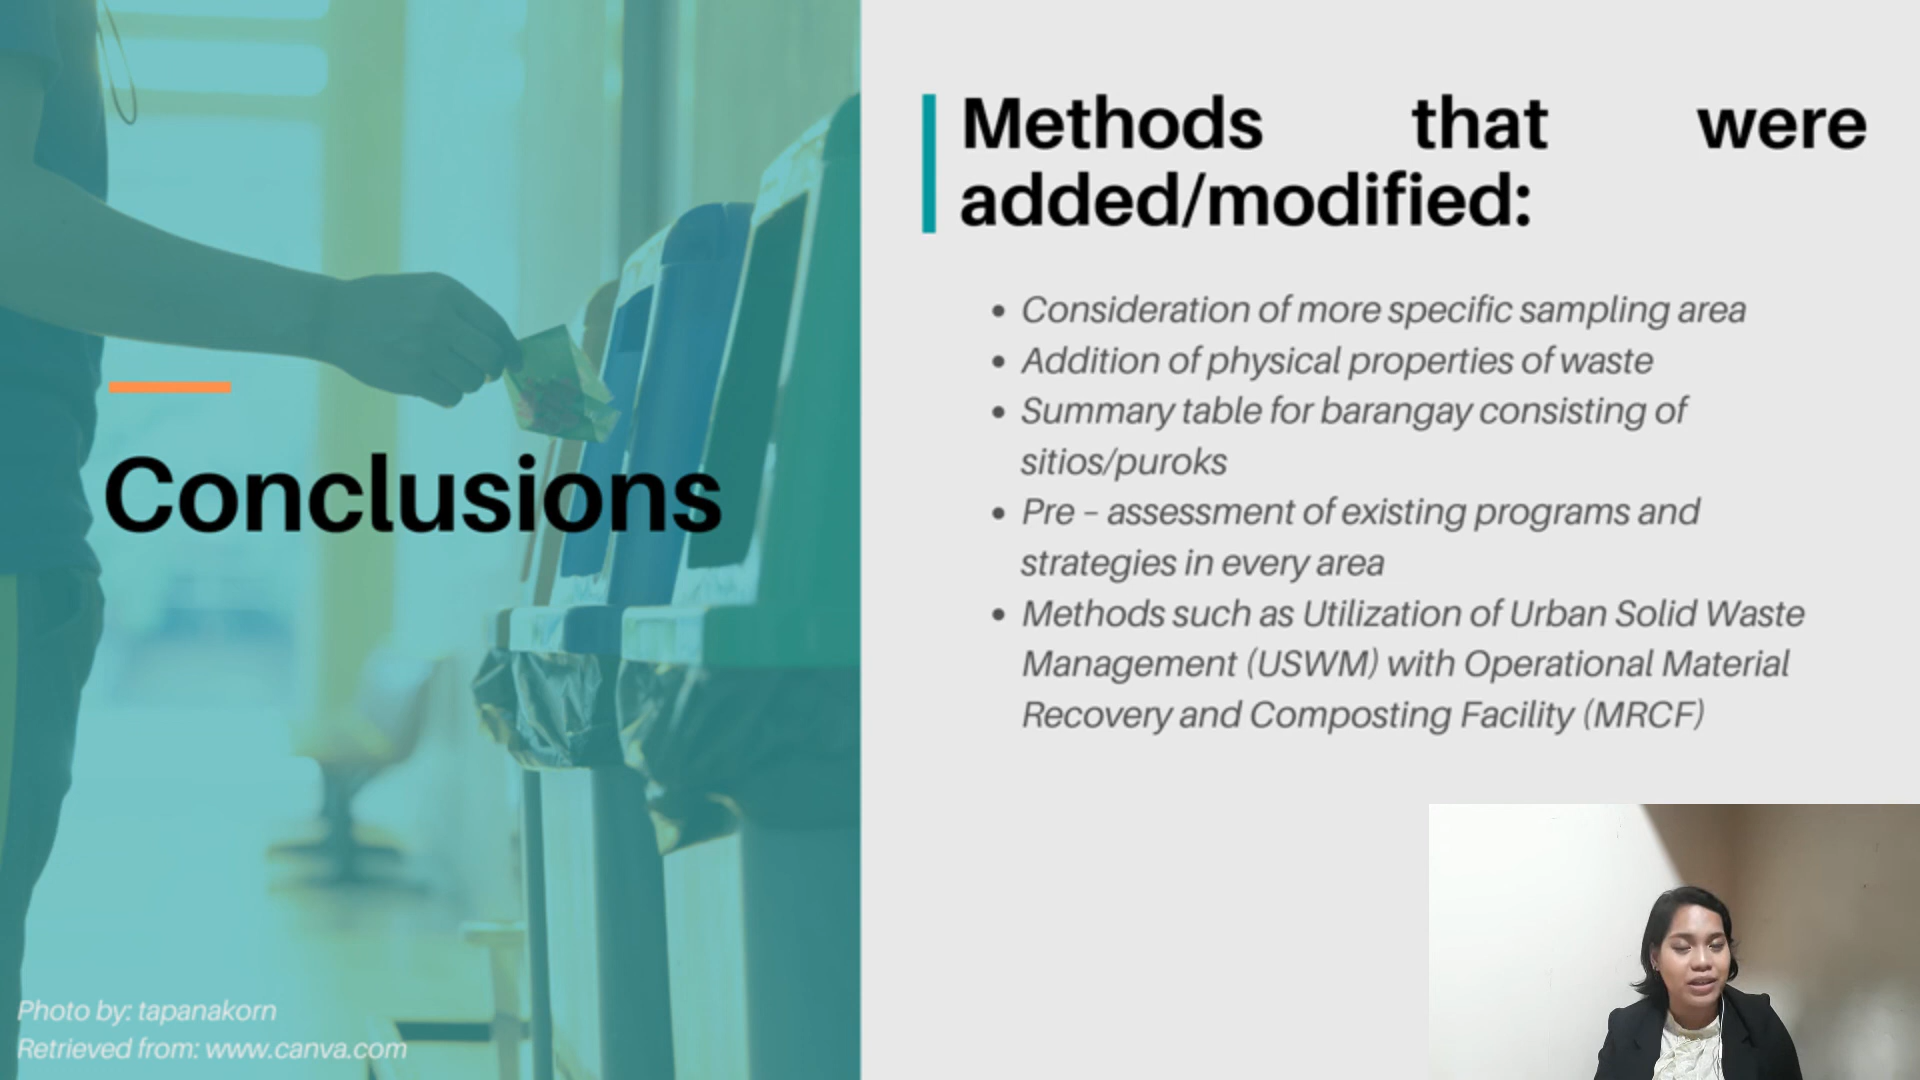 Conclusions
Photo by: tapanakorn
Retrieved from: www.canva.com
Methods that were
added/modified:
• Consideration of more specific sampling area
• Addition of physical properties of waste
• Summary table for barangay consisting of
sitios/puroks
• Pre – assessment of existing programs and
strategies in every area
• Methods such as Utilization of Urban Solid Waste
Management (USWM) with Operational Material
Recovery and Composting Facility (MRCF)